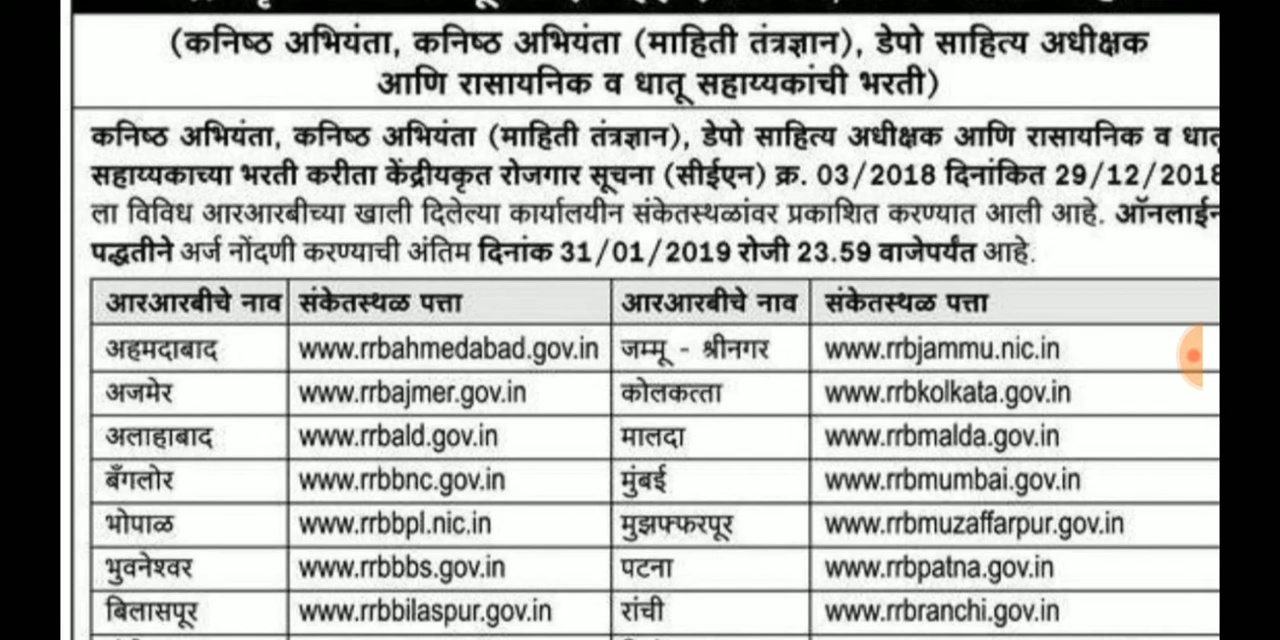 (कनिष्ठ अभियंता, कनिष्ठ अभियंता (माहिती तंत्रज्ञान), डेपो साहित्य अधीक्षक
आणि रासायनिक व धातू सहाय्यकांची भरती)
कनिष्ठ अभियंता, कनिष्ठ अभियंता (माहिती तंत्रज्ञान), डेपो साहित्य अधीक्षक आणि रासायनिक व धातू
सहाय्यकाच्या भरती करीता केंद्रीयकृत रोजगार सूचना (सीईएन) क्र. 03/2018 दिनांकित 29/12/2018
ला विविध आरआरबीच्या खाली दिलेल्या कार्यालयीन संकेतस्थळांवर प्रकाशित करण्यात आली आहे. ऑनलाईन
पद्धतीने अर्ज नोंदणी करण्याची अंतिम दिनांक 31/01/2019 रोजी 23.59 वाजेपर्यंत आहे.
आरआरबीचे नाव संकेतस्थळ पत्ता आरआरबीचे नाव संकेतस्थळ पत्ता
अहमदाबाद www.rrbahmedabad.gov.in जम्मू - श्रीनगर www.rrbjammu.nic.in
अजमेर www.rrbajmer.gov.in कोलकत्ता www.rrbkolkata.gov.in
अलाहाबाद www.rrbald.gov.in मालदा www.rrbmalda.gov.in
बँगलोर www.rrbbnc.gov.in मुंबई www.rrbmumbai.gov.in
भोपाळ www.rrbbpl.nic.in मुझफ्फरपूर www.rrbmuzaffarpur.gov.in
भुवनेश्वर www.rrbbbs.gov.in पटना www.rrbpatna.gov.in
बिलासपूर www.rrbbilaspur.gov.in रांची www.rrbranchi.gov.in